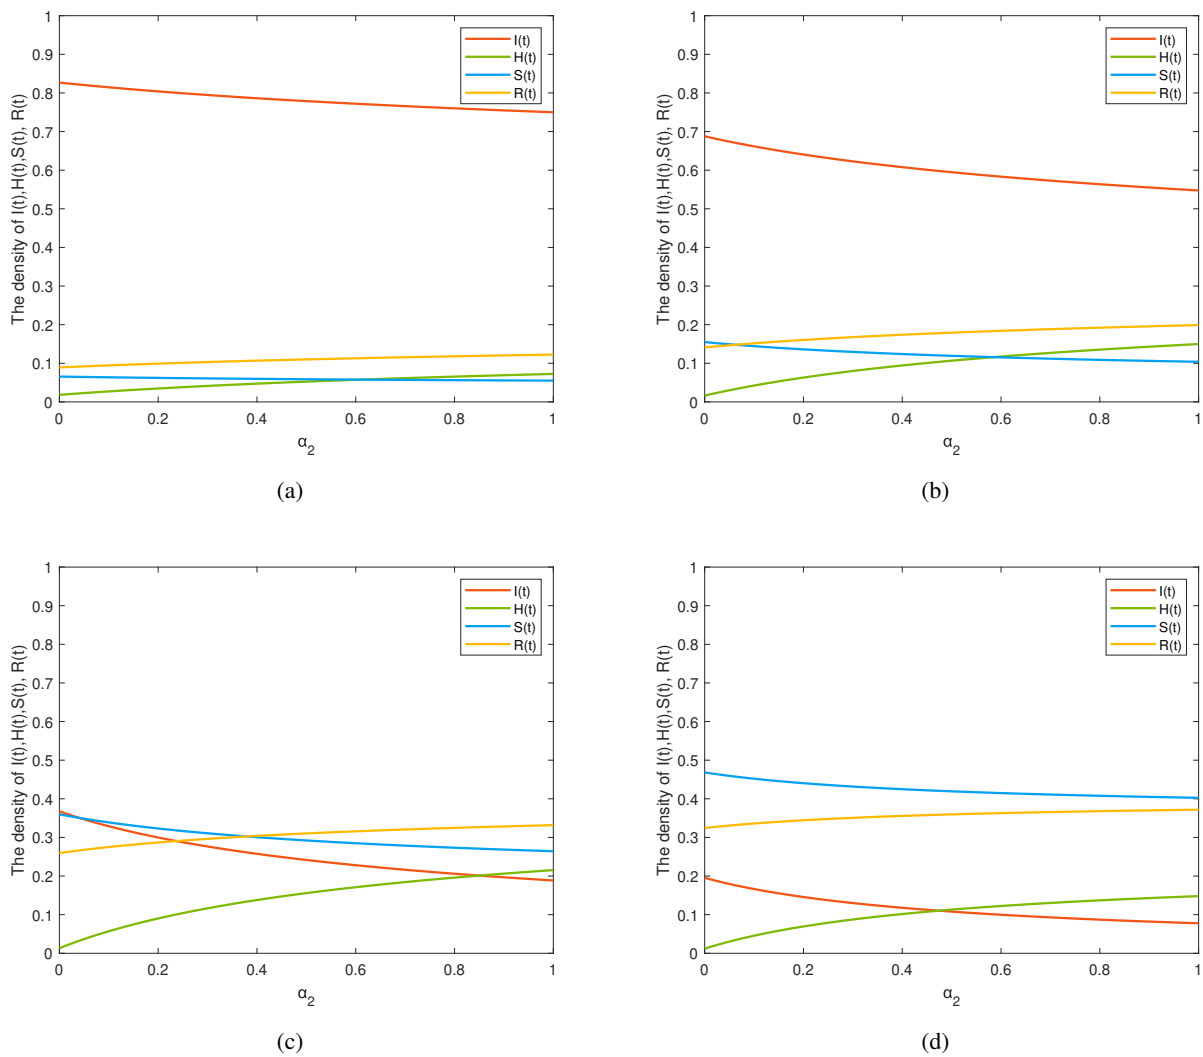 1
0.9
0.8
0.7
0.6
0.5
0.4
0.3
0.2
0.1
0
The density of I(t),H(t),S(t), R(t)
I(t)
H(t)
S(t)
R(t)
0 0.2 0.4 0.6 0.8 1
α2
(a)
1
0.9
0.8
0.7
0.6
0.5
0.4
0.3
0.2
0.1
0
The density of I(t),H(t),S(t), R(t)
I(t)
H(t)
S(t)
R(t)
0 0.2 0.4 0.6 0.8 1
α2
(b)
1
0.9
0.8
0.7
0.6
0.5
0.4
0.3
0.2
0.1
0
The density of I(t),H(t),S(t), R(t)
I(t)
H(t)
S(t)
R(t)
0 0.2 0.4 0.6 0.8 1
α2
(c)
1
0.9
0.8
0.7
0.6
0.5
0.4
0.3
0.2
0.1
0
The density of I(t),H(t),S(t), R(t)
I(t)
H(t)
S(t)
R(t)
0 0.2 0.4 0.6 0.8 1
α2
(d)